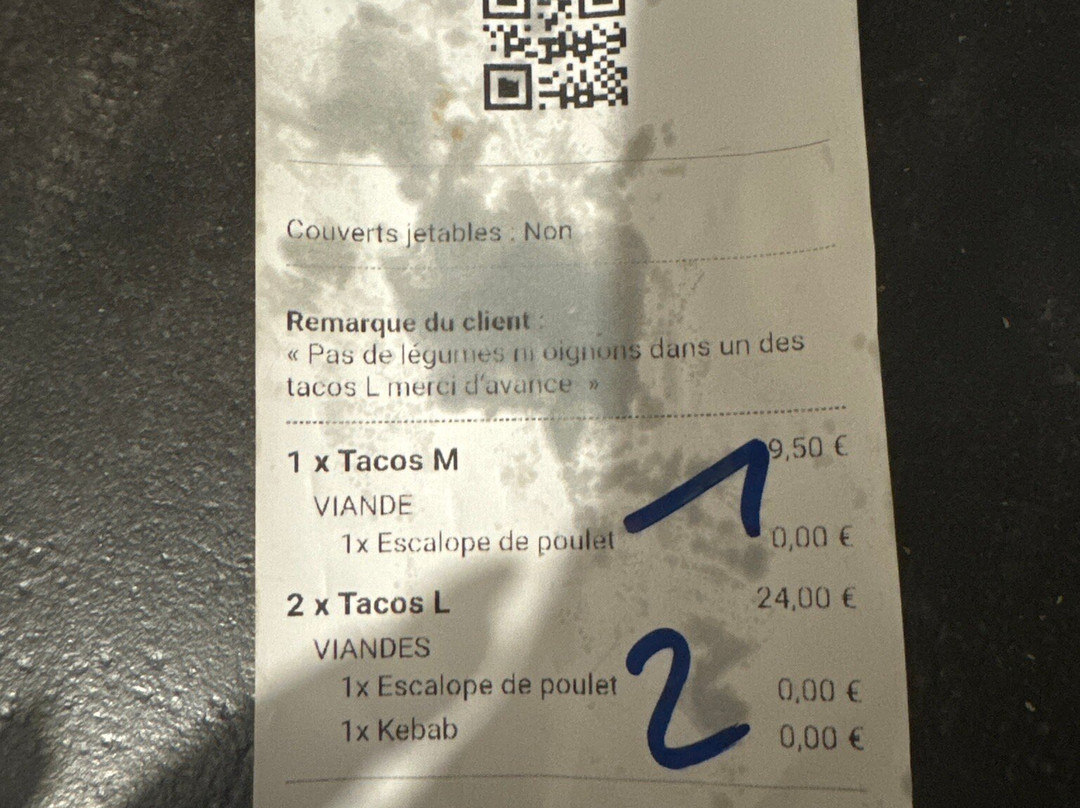 Couverts jetables : Non
Remarque du client :
« Pas de légumes ni oignons dans un des
tacos L merci d'avance »
1 x Tacos M 9,50 €
VIANDE
1x Escalope de poulet 0,00 €
1
2 x Tacos L 24,00 €
VIANDES
1x Escalope de poulet 0,00 €
1x Kebab 0,00 €
2